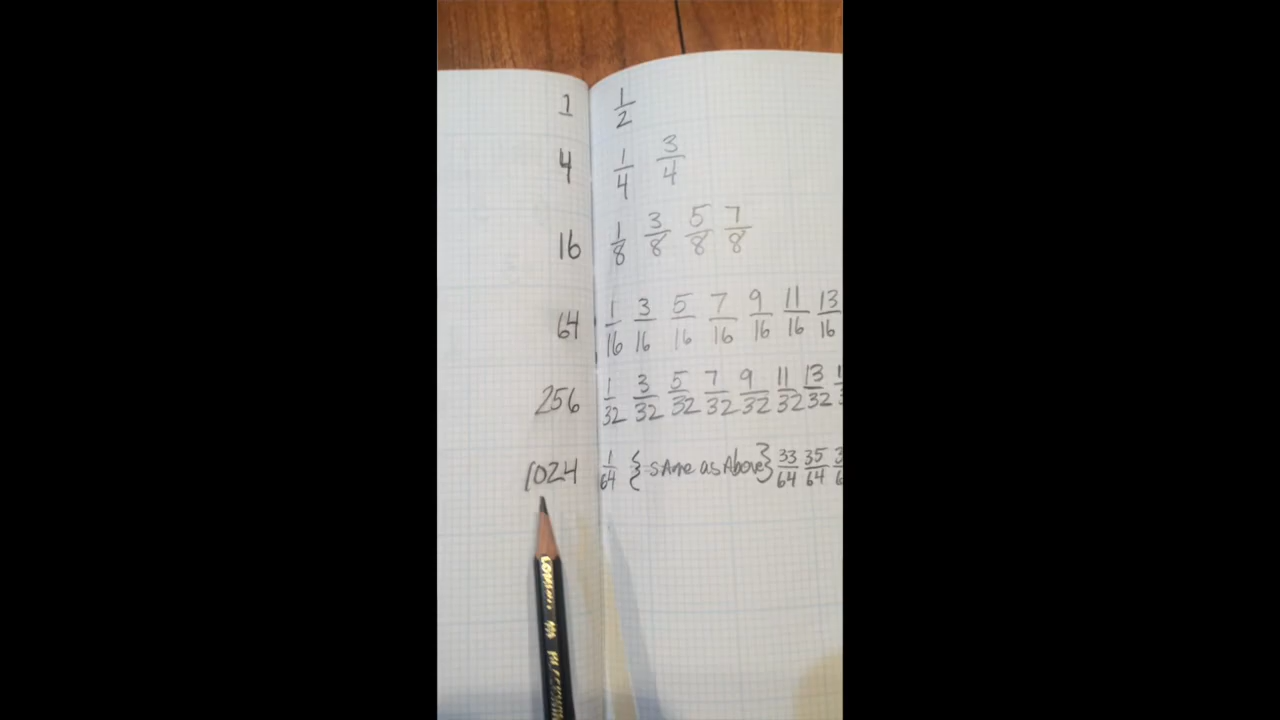 1 1/2
4 1/4 3/4
16 1/8 3/8 5/8 7/8
64 1/16 3/16 5/16 7/16 9/16 11/16 13/16
256 1/32 3/32 5/32 7/32 9/32 11/32 13/32
1024 1/64 {same as Above} 33/64 35/64